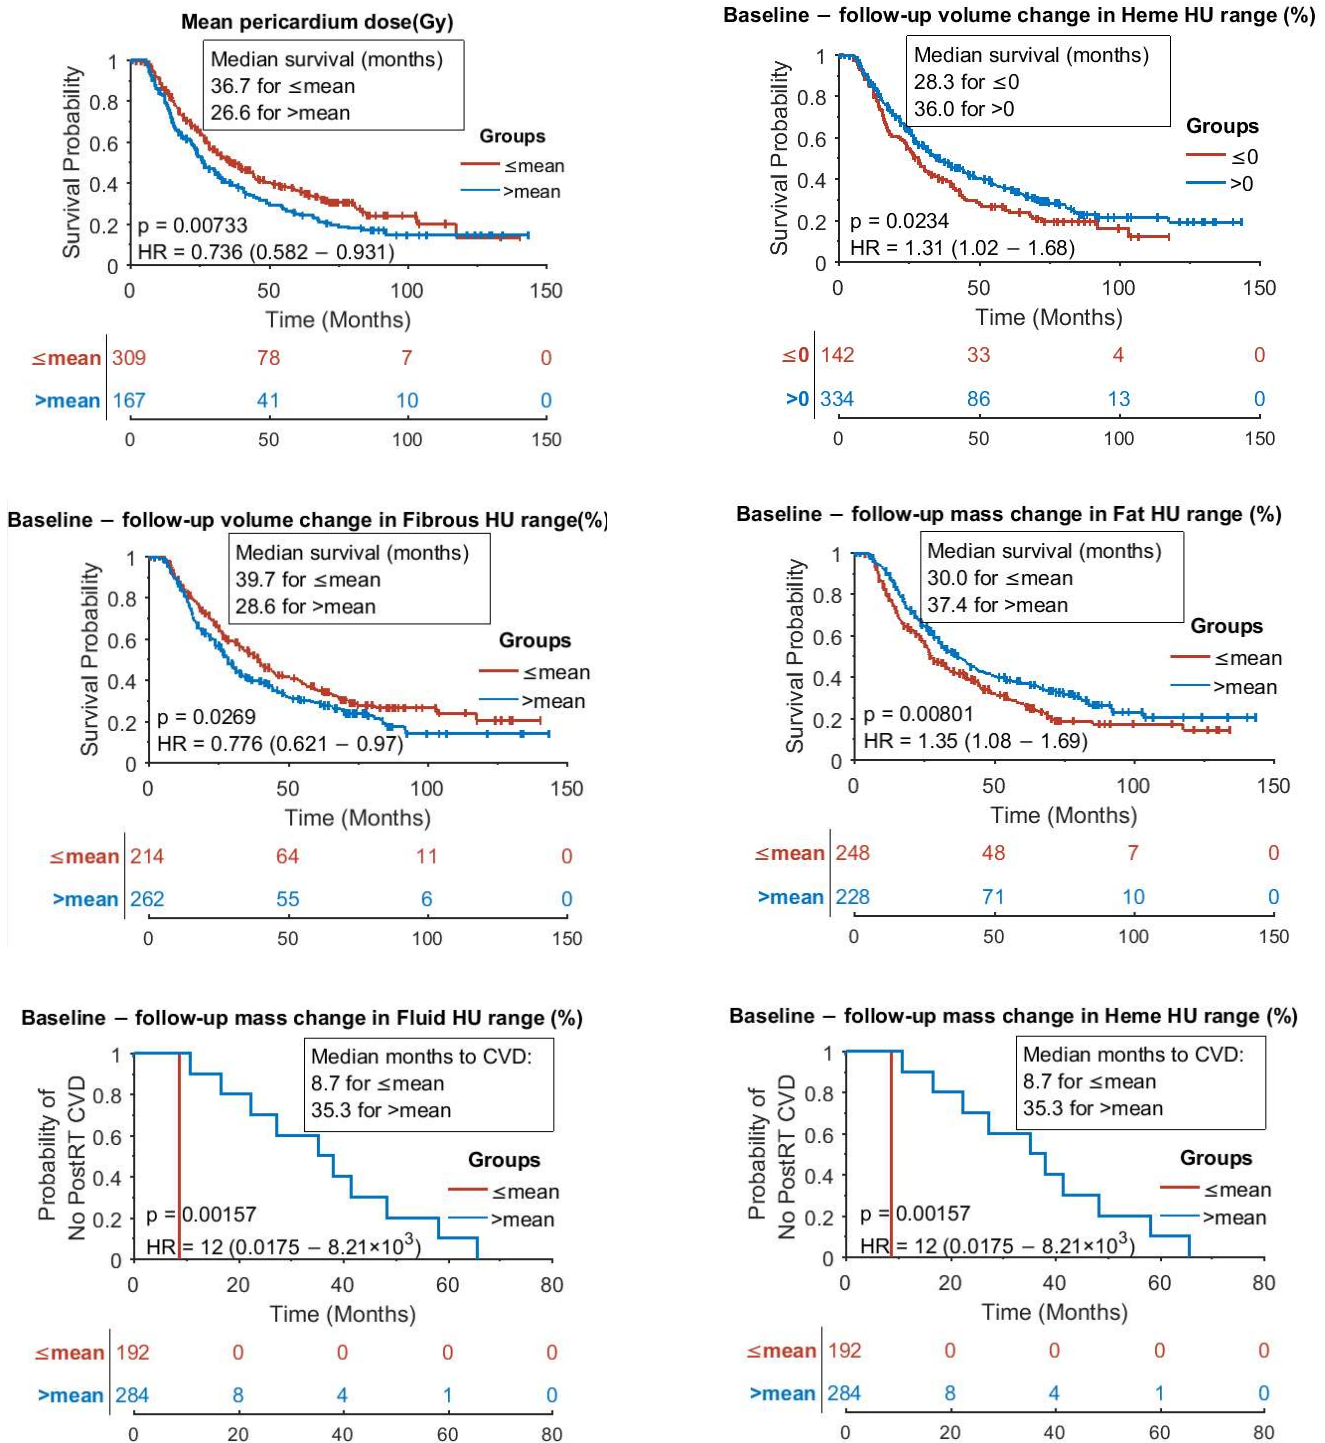 Mean pericardium dose(Gy)
Median survival (months)
36.7 for ≤mean
26.6 for >mean
Groups
≤mean
>mean
Survival Probability
1
0.8
0.6
0.4
0.2
0
p = 0.00733
HR = 0.736 (0.582 − 0.931)
0 50 100 150
Time (Months)
≤mean 309 78 7 0
>mean 167 41 10 0
0 50 100 150
Baseline − follow-up volume change in Heme HU range (%)
Median survival (months)
28.3 for ≤0
36.0 for >0
Groups
≤0
>0
Survival Probability
1
0.8
0.6
0.4
0.2
0
p = 0.0234
HR = 1.31 (1.02 − 1.68)
0 50 100 150
Time (Months)
≤0 142 33 4 0
>0 334 86 13 0
0 50 100 150
Baseline − follow-up volume change in Fibrous HU range(%)
Median survival (months)
39.7 for ≤mean
28.6 for >mean
Groups
≤mean
>mean
Survival Probability
1
0.8
0.6
0.4
0.2
0
p = 0.0269
HR = 0.776 (0.621 − 0.97)
0 50 100 150
Time (Months)
≤mean 214 64 11 0
>mean 262 55 6 0
0 50 100 150
Baseline − follow-up mass change in Fat HU range (%)
Median survival (months)
30.0 for ≤mean
37.4 for >mean
Groups
≤mean
>mean
Survival Probability
1
0.8
0.6
0.4
0.2
0
p = 0.00801
HR = 1.35 (1.08 − 1.69)
0 50 100 150
Time (Months)
≤mean 248 48 7 0
>mean 228 71 10 0
0 50 100 150
Baseline − follow-up mass change in Fluid HU range (%)
Median months to CVD:
8.7 for ≤mean
35.3 for >mean
Groups
≤mean
>mean
Probability of
No PostRT CVD
1
0.8
0.6
0.4
0.2
0
p = 0.00157
HR = 12 (0.0175 − 8.21×10³)
0 20 40 60 80
Time (Months)
≤mean 192 0 0 0 0
>mean 284 8 4 1 0
0 20 40 60 80
Baseline − follow-up mass change in Heme HU range (%)
Median months to CVD:
8.7 for ≤mean
35.3 for >mean
Groups
≤mean
>mean
Probability of
No PostRT CVD
1
0.8
0.6
0.4
0.2
0
p = 0.00157
HR = 12 (0.0175 − 8.21×10³)
0 20 40 60 80
Time (Months)
≤mean 192 0 0 0 0
>mean 284 8 4 1 0
0 20 40 60 80